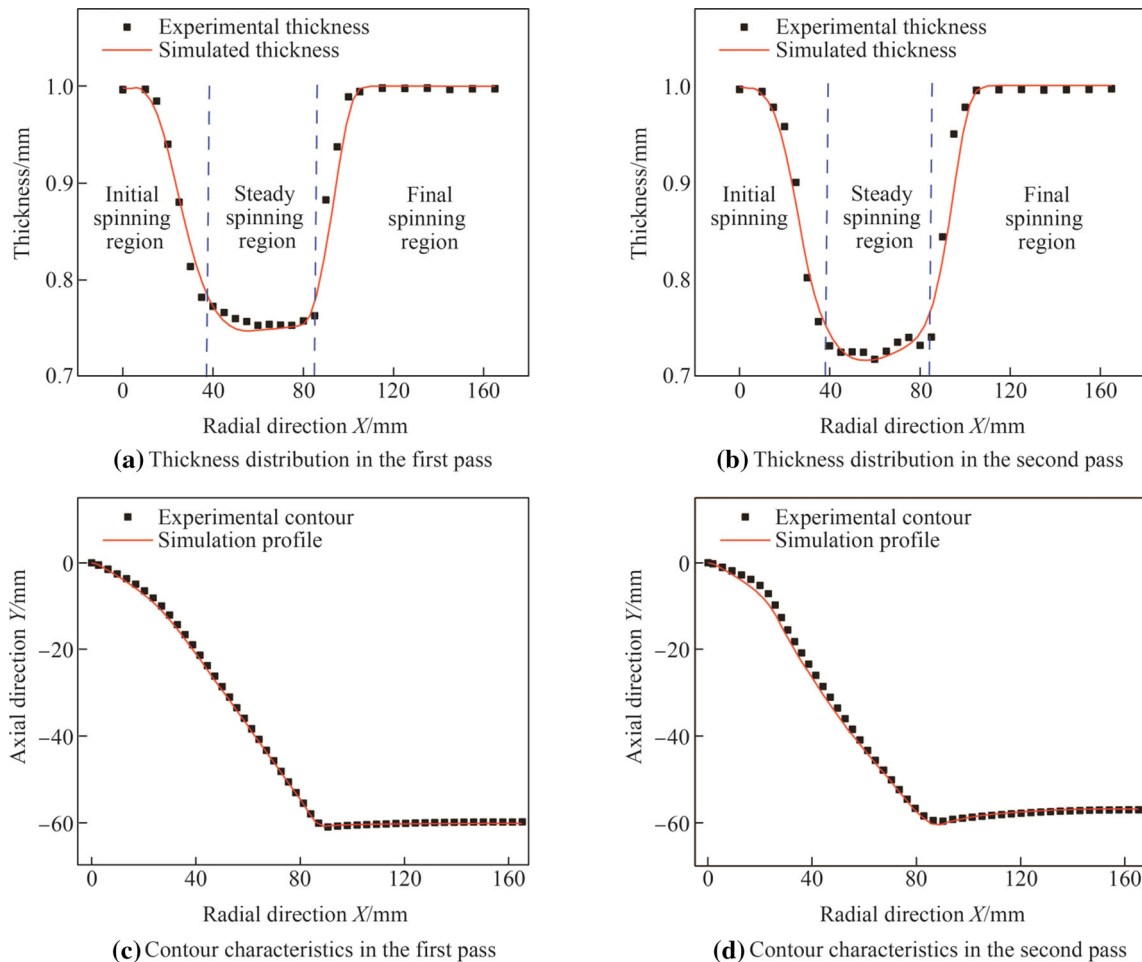 Experimental thickness
Simulated thickness
1.0
0.9
0.8
0.7
Thickness/mm
Initial
spinning
region
Steady
spinning
region
Final
spinning
region
0
40
80
120
160
Radial direction X/mm
(a) Thickness distribution in the first pass
Experimental thickness
Simulated thickness
1.0
0.9
0.8
0.7
Thickness/mm
Initial
spinning
Steady
spinning
region
Final
spinning
region
0
40
80
120
160
Radial direction X/mm
(b) Thickness distribution in the second pass
Experimental contour
Simulation profile
0
−20
−40
−60
Axial direction Y/mm
0
40
80
120
160
Radial direction X/mm
(c) Contour characteristics in the first pass
Experimental contour
Simulation profile
0
−20
−40
−60
Axial direction Y/mm
0
40
80
120
160
Radial direction X/mm
(d) Contour characteristics in the second pass